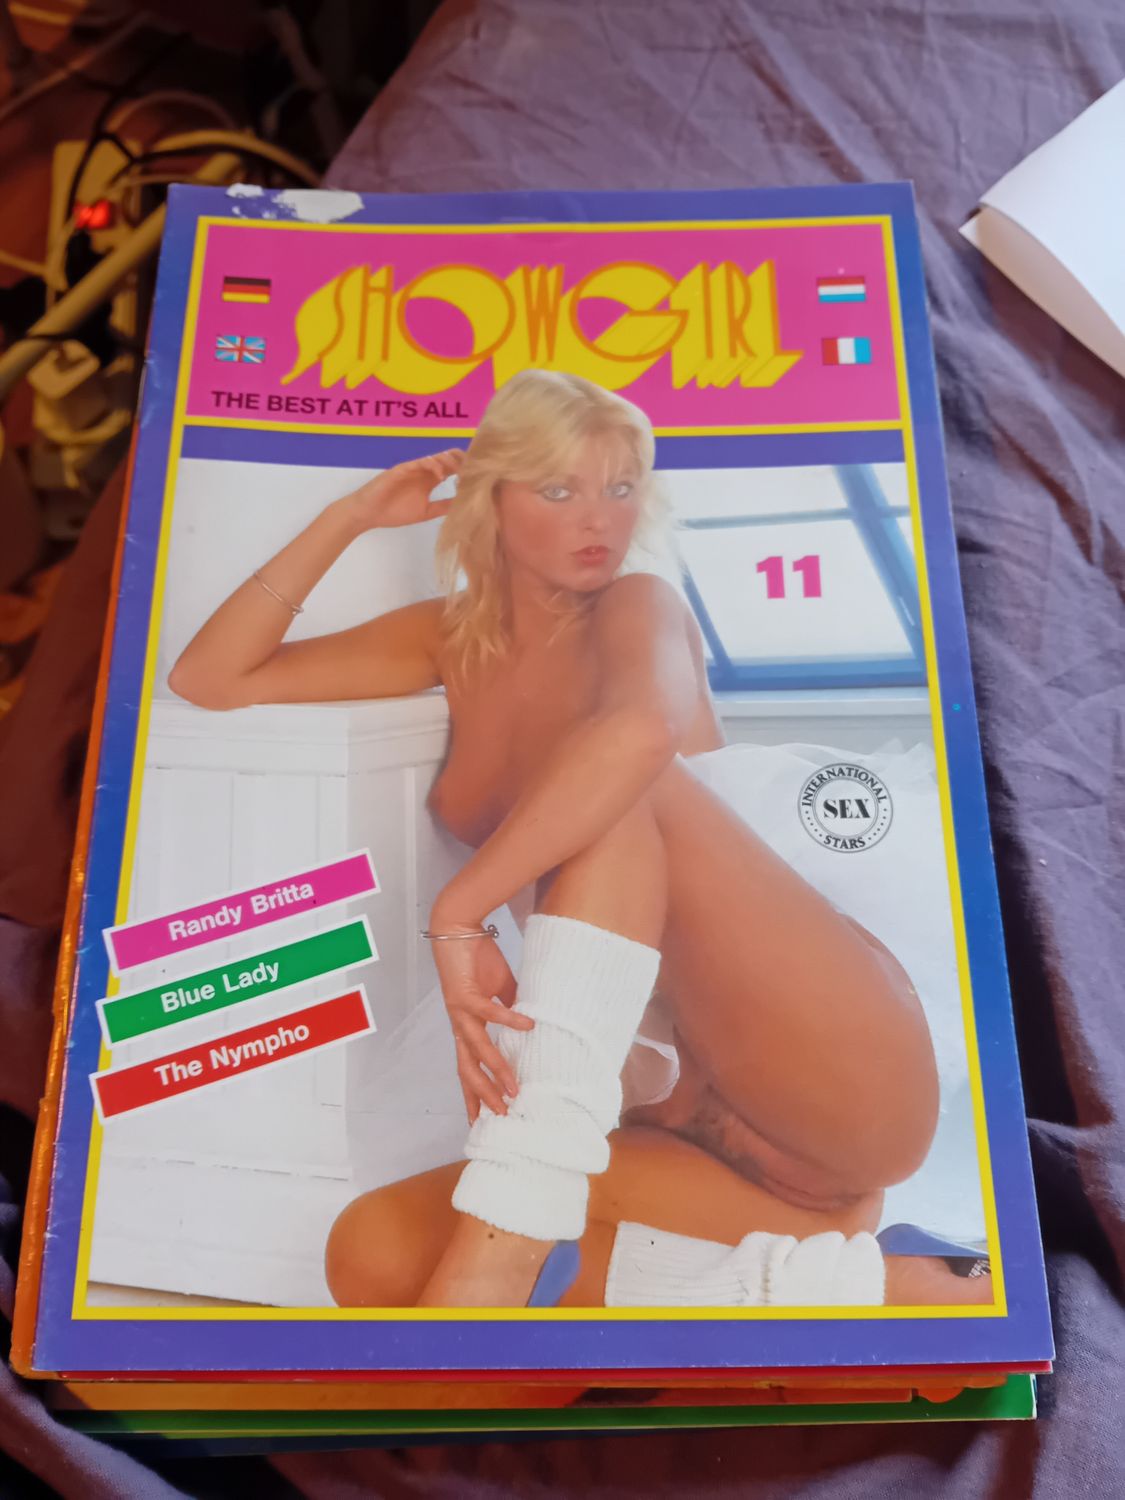 SHOWGIRL
THE BEST AT IT'S ALL
11
INTERNATIONAL
SEX
STARS
Randy Britta
Blue Lady
The Nympho